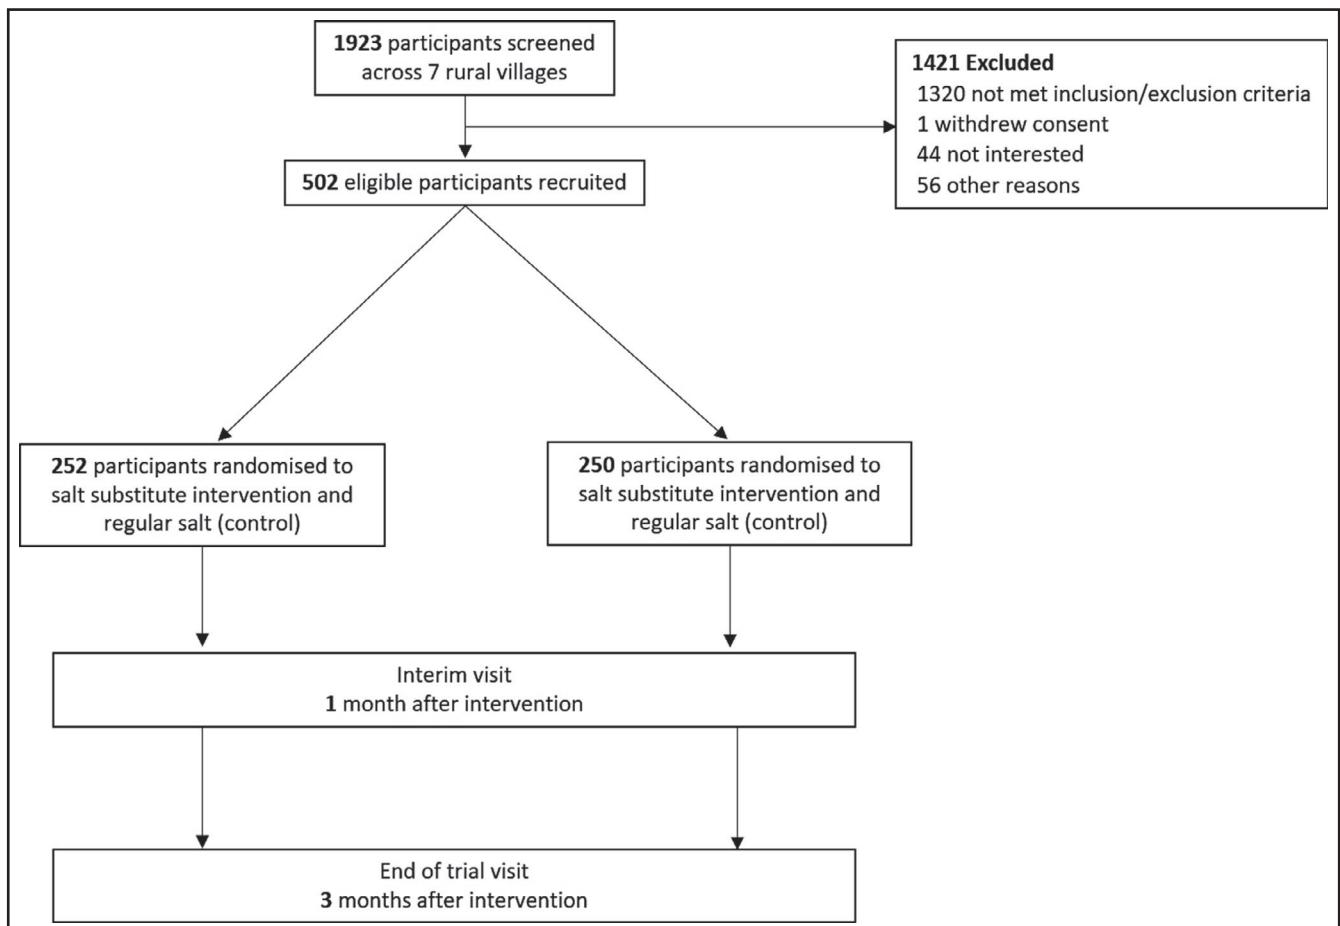 1923 participants screened
across 7 rural villages
1421 Excluded
1320 not met inclusion/exclusion criteria
1 withdrew consent
44 not interested
56 other reasons
502 eligible participants recruited
252 participants randomised to
salt substitute intervention and
regular salt (control)
250 participants randomised to
salt substitute intervention and
regular salt (control)
Interim visit
1 month after intervention
End of trial visit
3 months after intervention